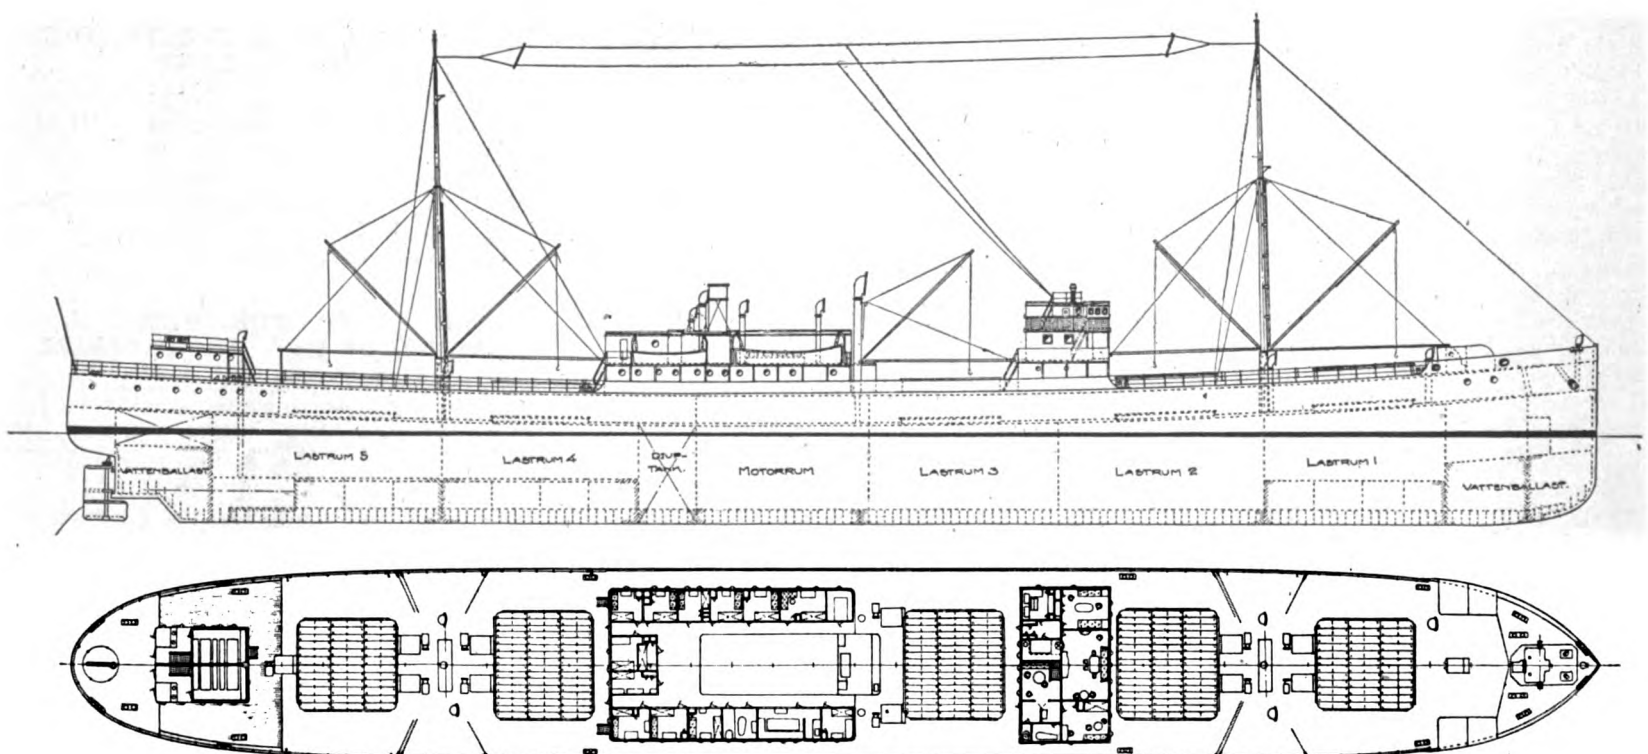 VATTENBALLAST.
LASTRUM 5
LASTRUM 4
DJUP-
TANK.
MOTORRUM
LASTRUM 3
LASTRUM 2
LASTRUM 1
VATTENBALLAST.